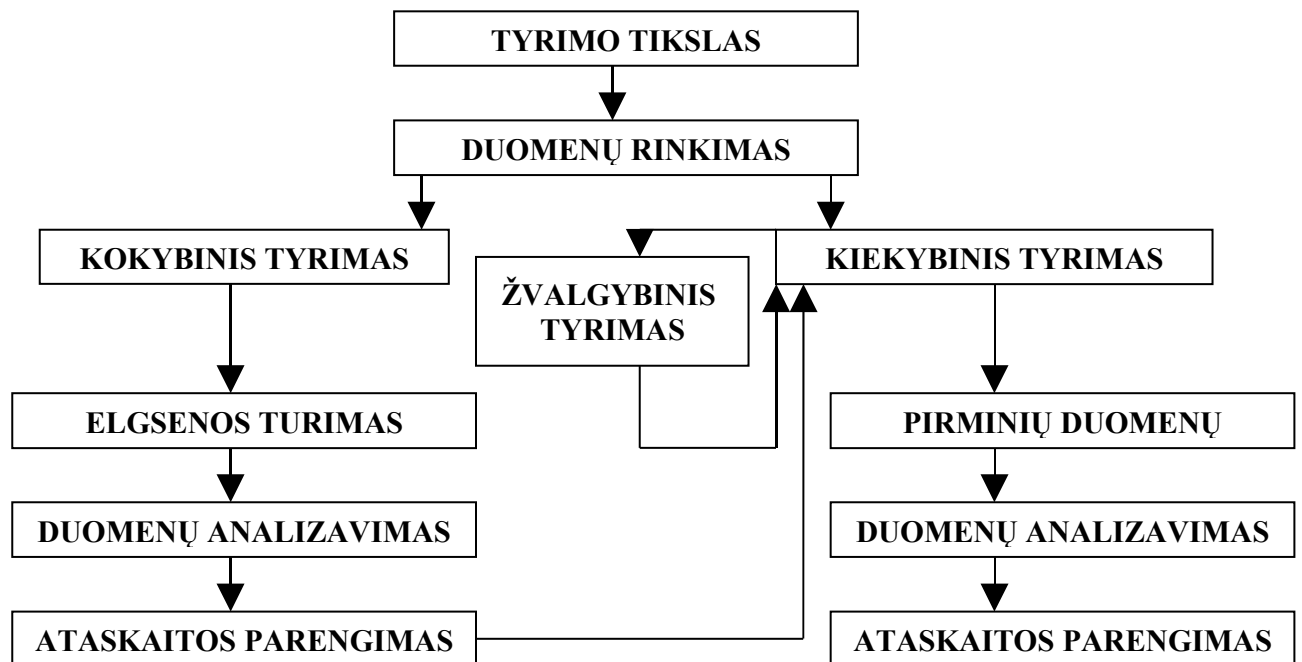 TYRIMO TIKSLAS
DUOMENŲ RINKIMAS
KOKYBINIS TYRIMAS
KIEKYBINIS TYRIMAS
ŽVALGYBINIS
TYRIMAS
ELGSENOS TURIMAS
PIRMINIŲ DUOMENŲ
DUOMENŲ ANALIZAVIMAS
DUOMENŲ ANALIZAVIMAS
ATASKAITOS PARENGIMAS
ATASKAITOS PARENGIMAS